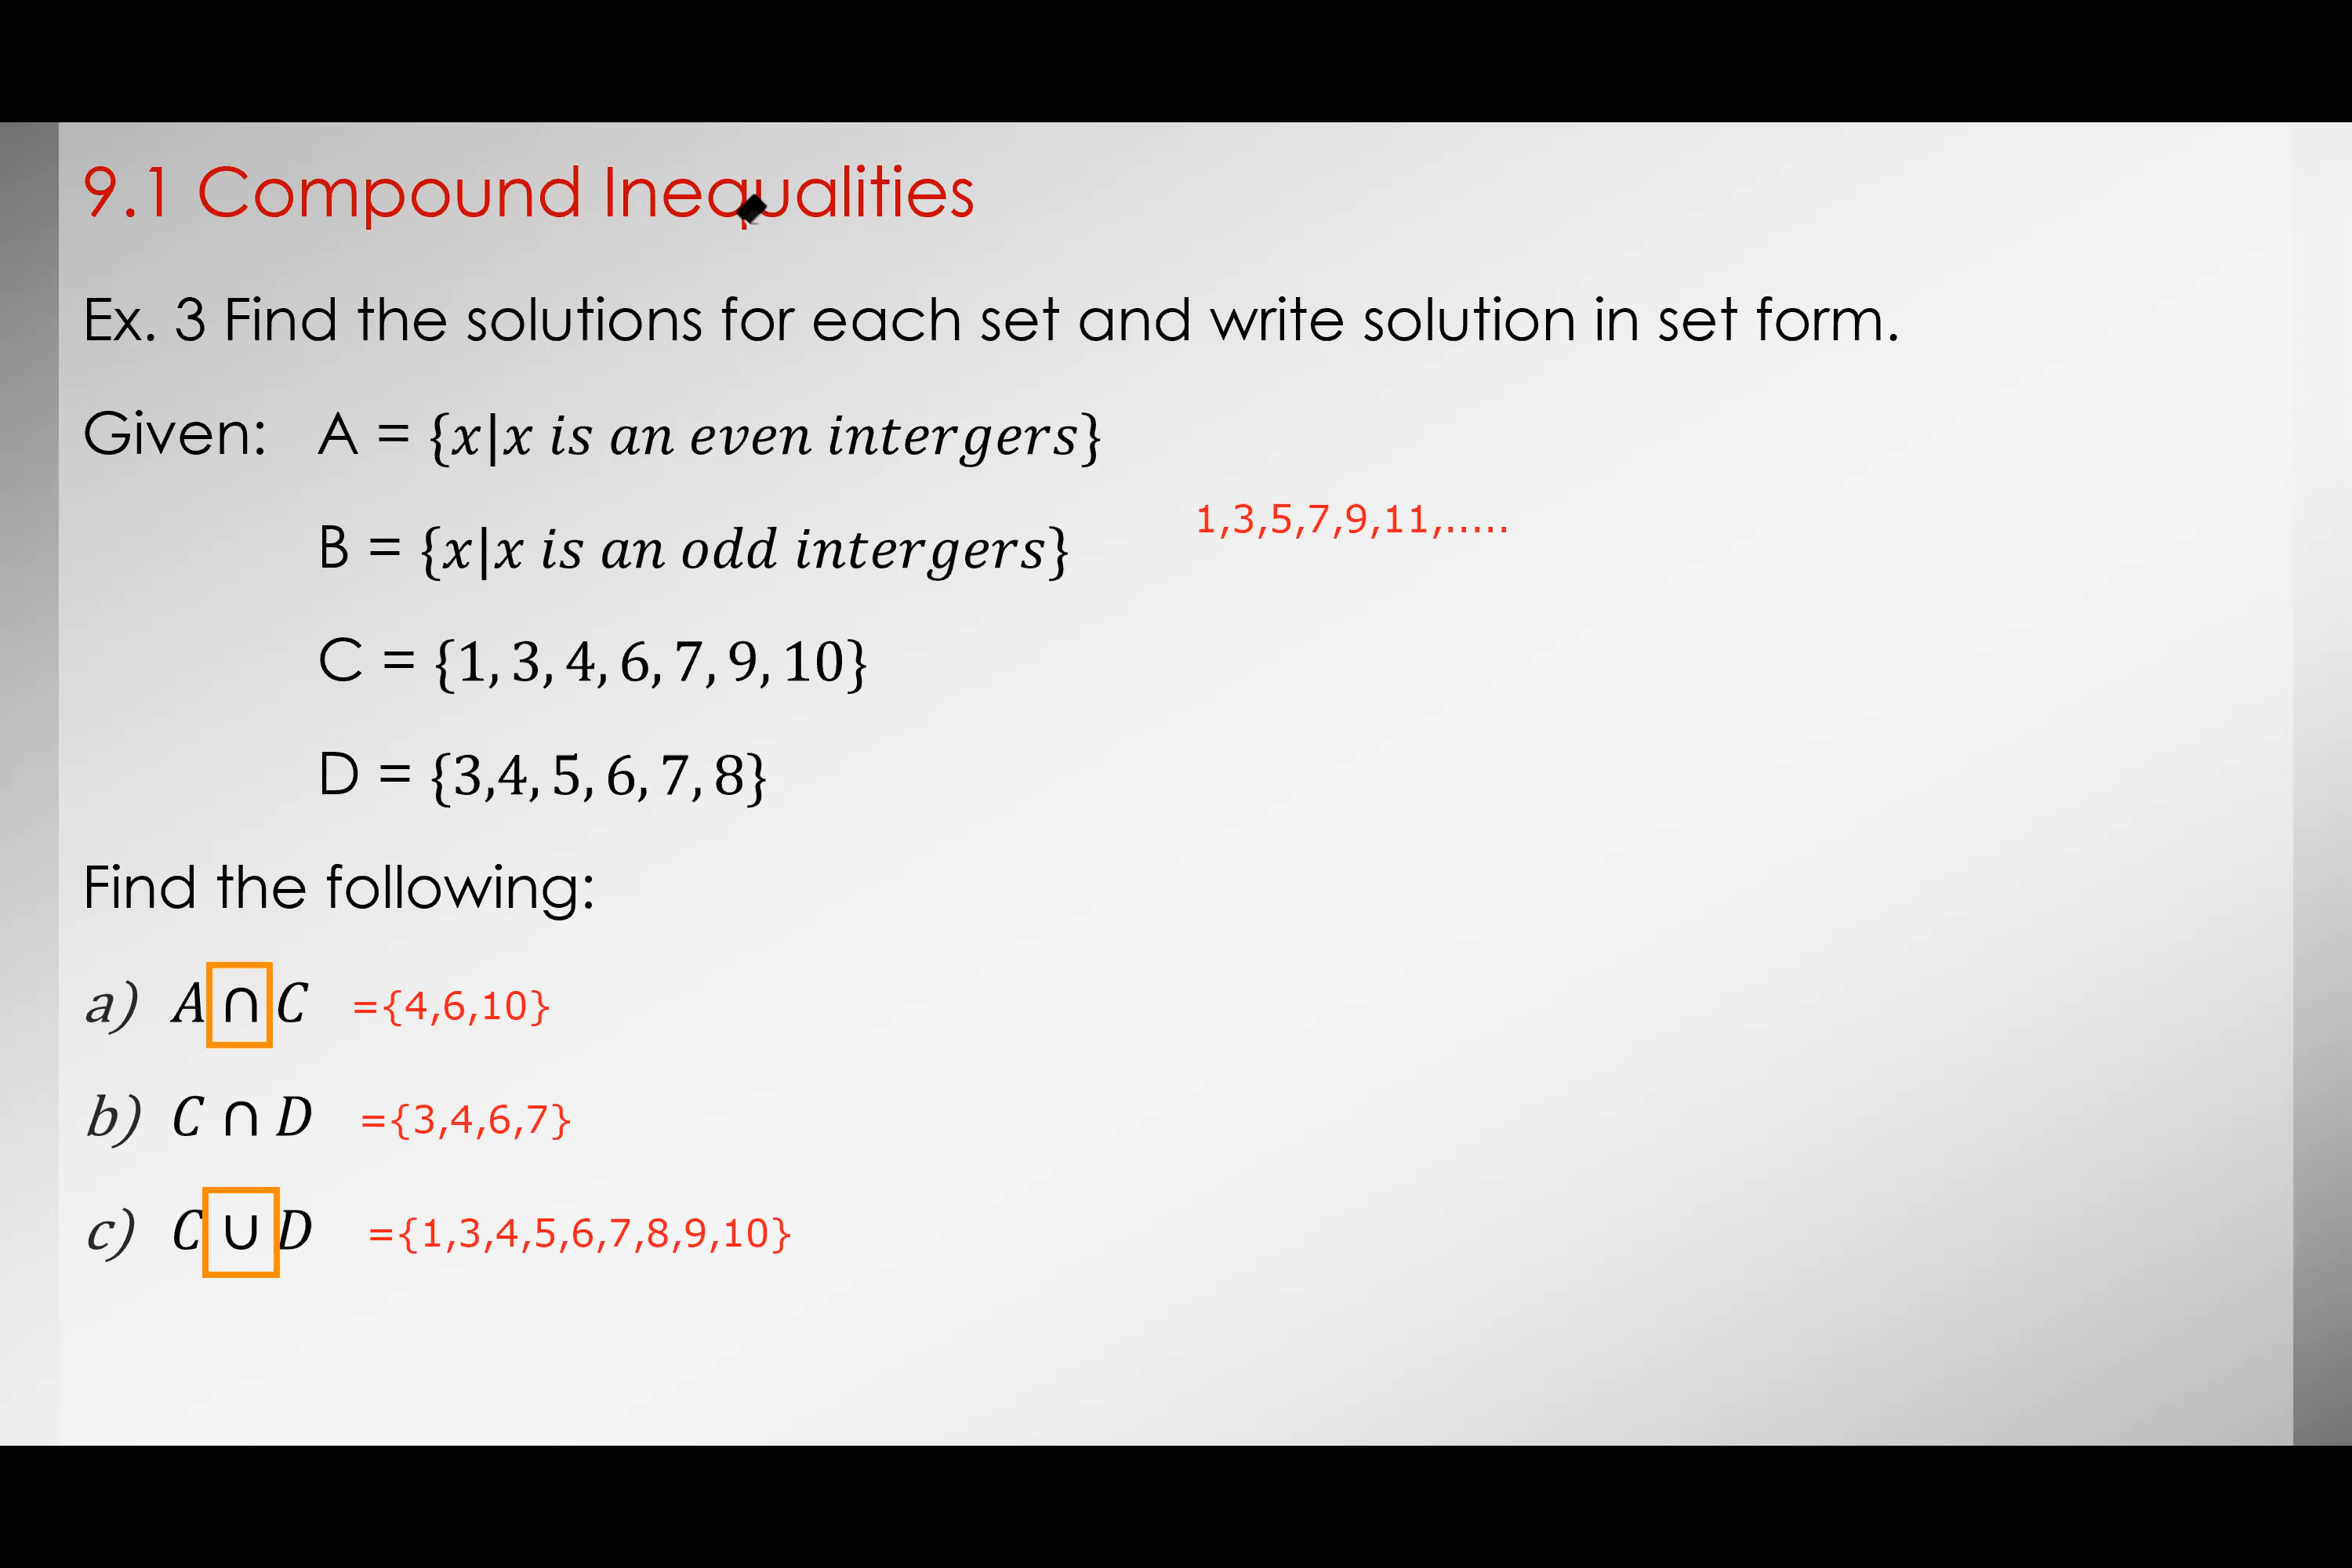 9.1 Compound Inequalities
Ex. 3 Find the solutions for each set and write solution in set form.
Given: A = {x|x is an even intergers}
1,3,5,7,9,11,.....
B = {x|x is an odd intergers}
C = {1, 3, 4, 6, 7, 9, 10}
D = {3,4, 5, 6, 7, 8}
Find the following:
a) A ∩ C ={4,6,10}
b) C ∩ D ={3,4,6,7}
c) C ∪ D ={1,3,4,5,6,7,8,9,10}